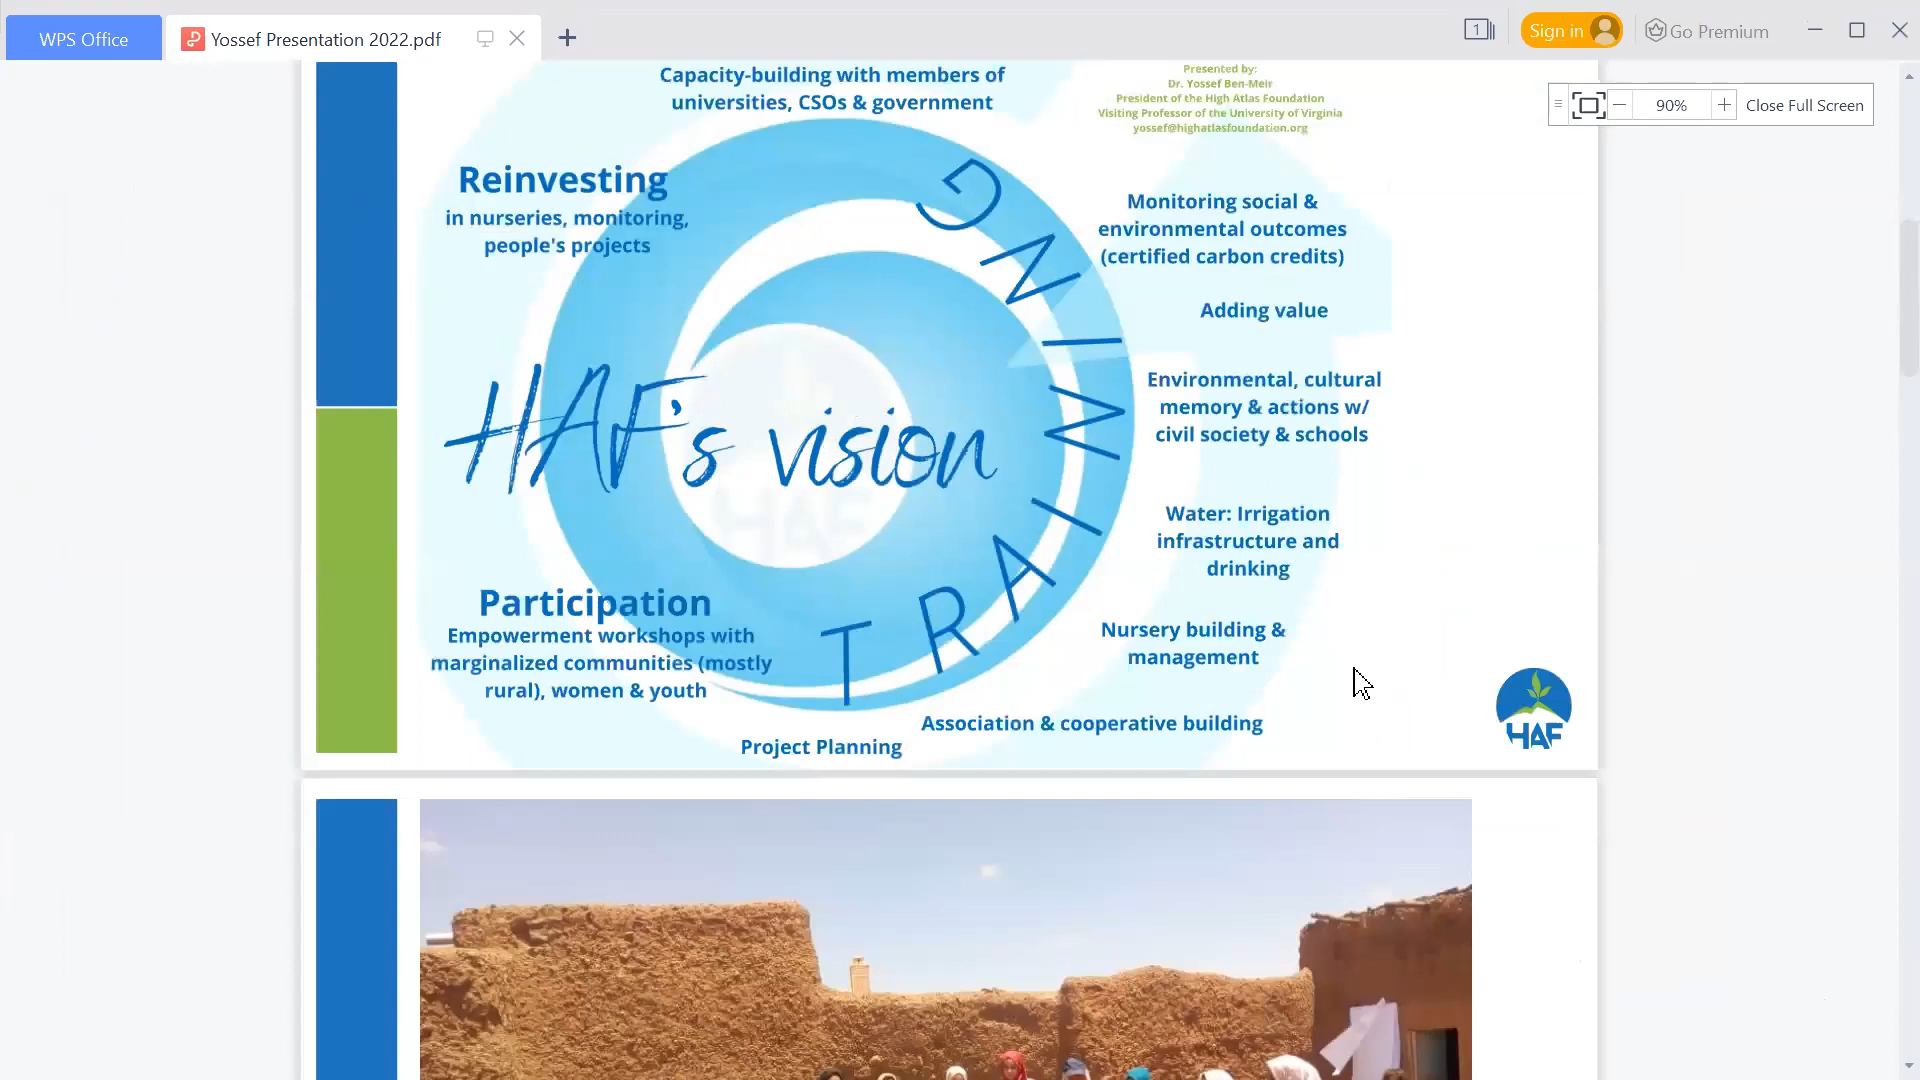 WPS Office
Yossef Presentation 2022.pdf
1
Sign in
Go Premium
90%
Close Full Screen
Capacity-building with members of
universities, CSOs & government
Presented by:
Dr. Yossef Ben-Meir
President of the High Atlas Foundation
Visiting Professor of the University of Virginia
yossef@highatlasfoundation.org
Reinvesting
in nurseries, monitoring,
people's projects
Monitoring social &
environmental outcomes
(certified carbon credits)
Adding value
Environmental, cultural
memory & actions w/
civil society & schools
HAF's vision
TRAINING
HAF
Water: Irrigation
infrastructure and
drinking
Participation
Empowerment workshops with
marginalized communities (mostly
rural), women & youth
Nursery building &
management
Association & cooperative building
Project Planning
HAF